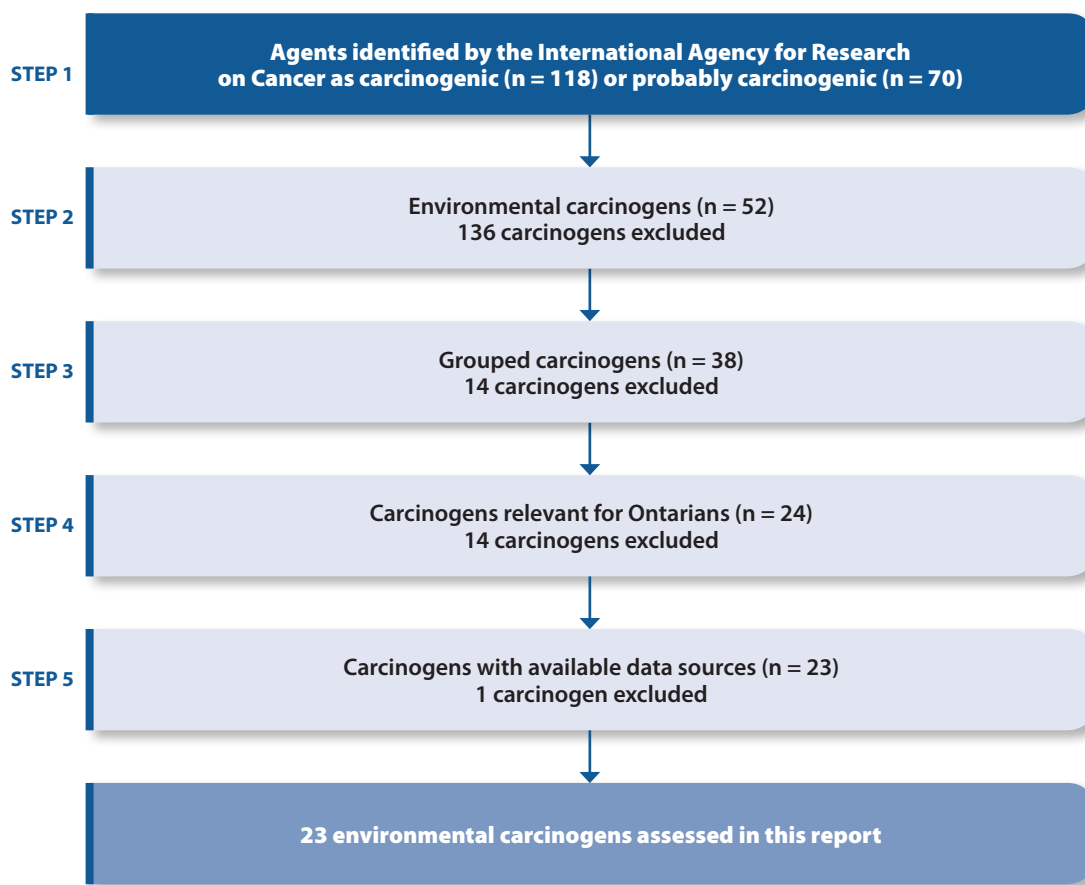 STEP 1
Agents identified by the International Agency for Research
on Cancer as carcinogenic (n = 118) or probably carcinogenic (n = 70)
STEP 2
Environmental carcinogens (n = 52)
136 carcinogens excluded
STEP 3
Grouped carcinogens (n = 38)
14 carcinogens excluded
STEP 4
Carcinogens relevant for Ontarians (n = 24)
14 carcinogens excluded
STEP 5
Carcinogens with available data sources (n = 23)
1 carcinogen excluded
23 environmental carcinogens assessed in this report